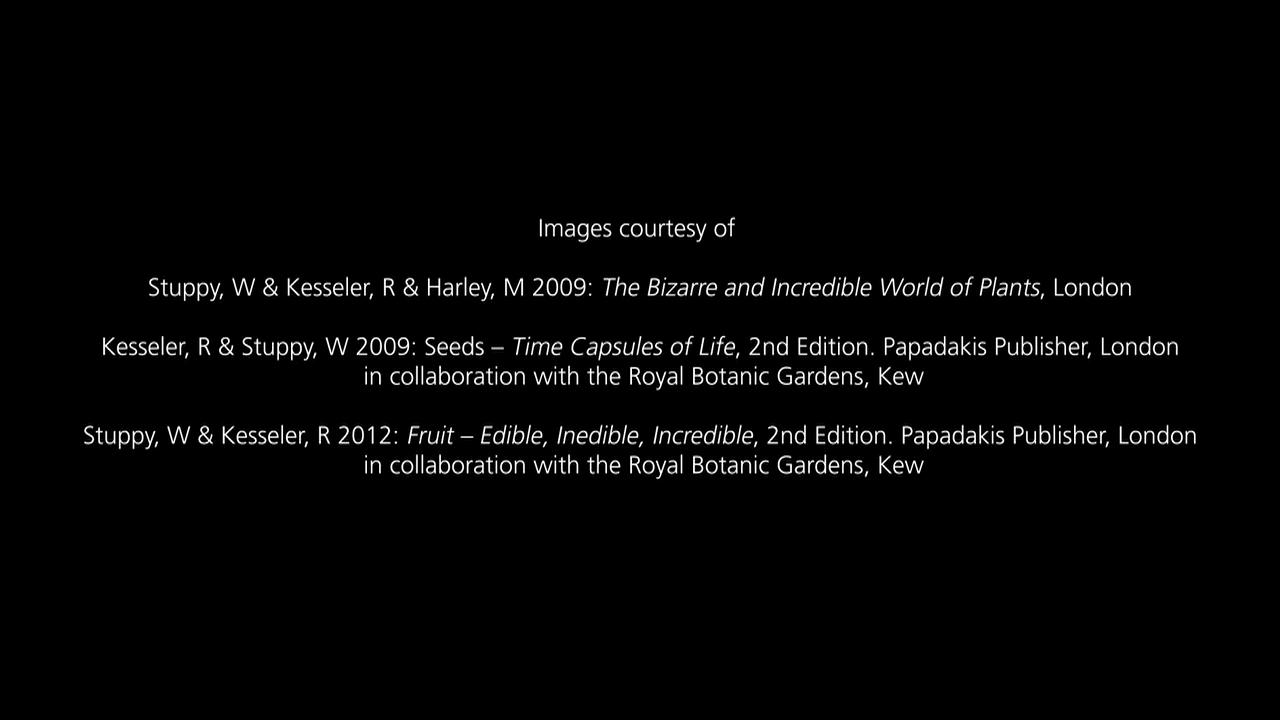 Images courtesy of
Stuppy, W & Kesseler, R & Harley, M 2009: The Bizarre and Incredible World of Plants, London
Kesseler, R & Stuppy, W 2009: Seeds – Time Capsules of Life, 2nd Edition. Papadakis Publisher, London
in collaboration with the Royal Botanic Gardens, Kew
Stuppy, W & Kesseler, R 2012: Fruit – Edible, Inedible, Incredible, 2nd Edition. Papadakis Publisher, London
in collaboration with the Royal Botanic Gardens, Kew